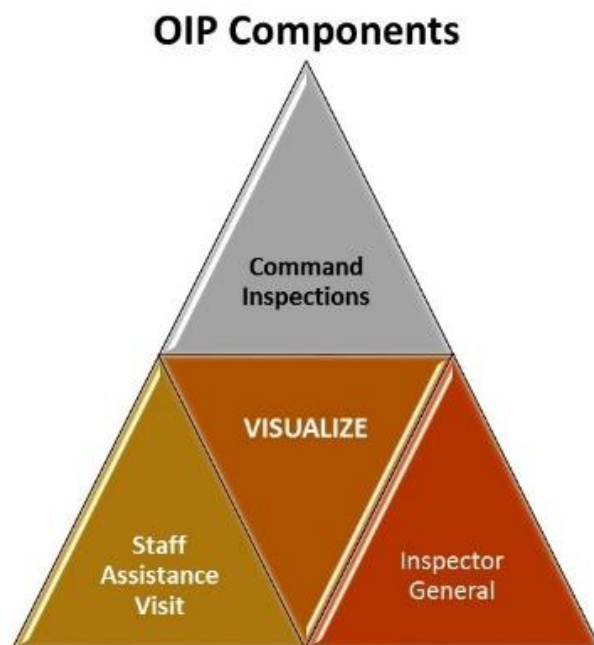 OIP Components
Command
Inspections
VISUALIZE
Staff
Assistance
Visit
Inspector
General